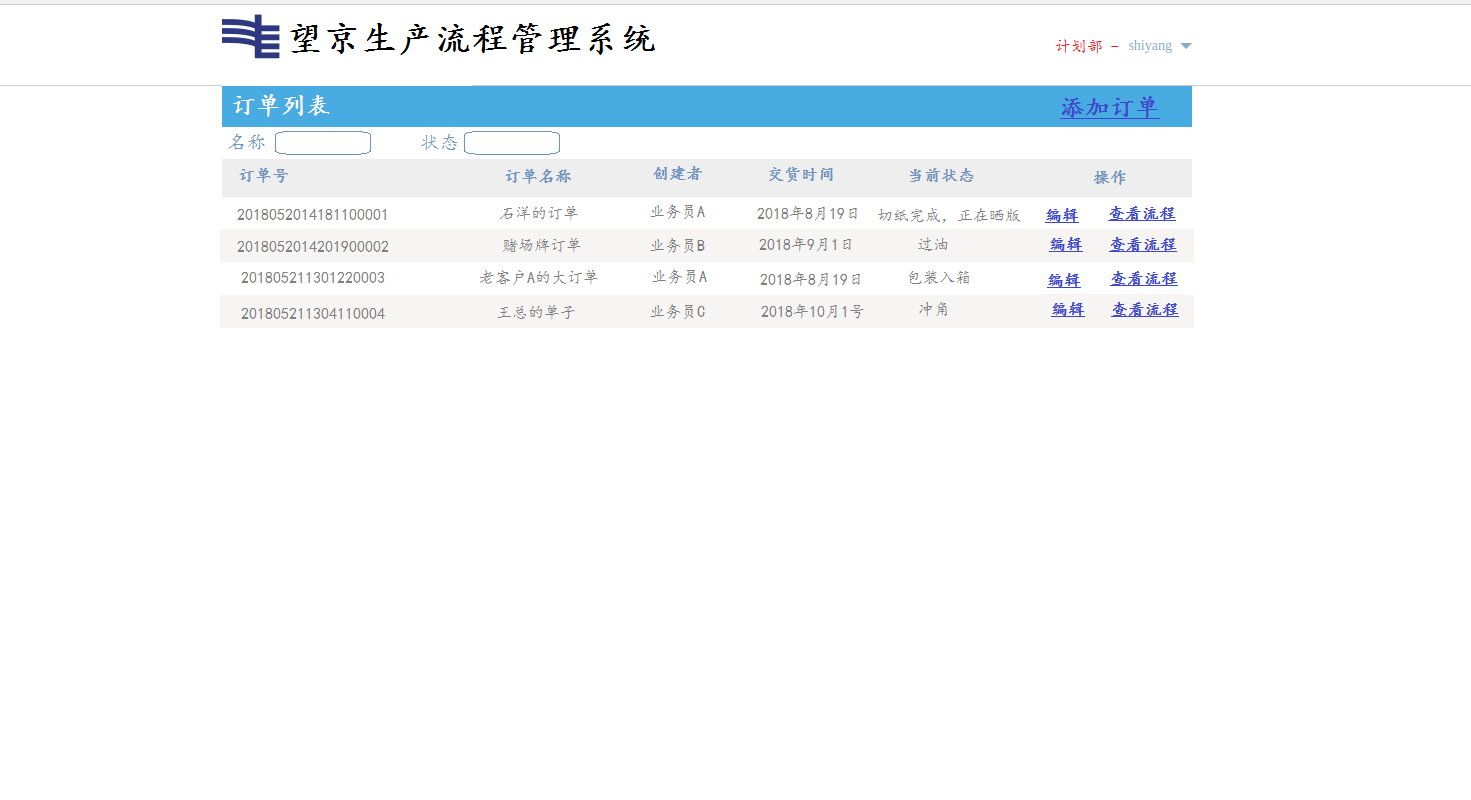 望京生产流程管理系统
计划部 - shiyang
订单列表 添加订单
名称 状态
订单号 订单名称 创建者 交货时间 当前状态 操作
2018052014181100001 石洋的订单 业务员A 2018年8月19日 切纸完成，正在晒版 编辑 查看流程
2018052014201900002 赌场牌订单 业务员B 2018年9月1日 过油 编辑 查看流程
201805211301220003 老客户A的大订单 业务员A 2018年8月19日 包装入箱 编辑 查看流程
201805211304110004 王总的单子 业务员C 2018年10月1号 冲角 编辑 查看流程